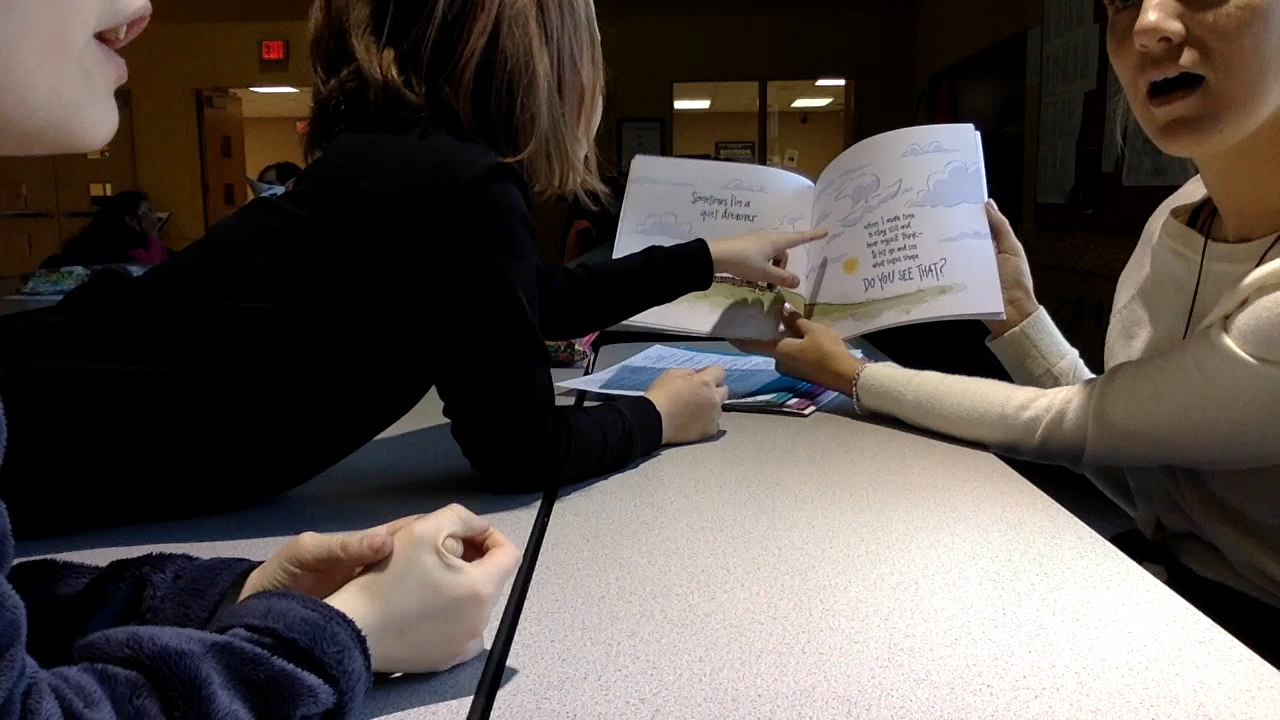 EXIT
Sometimes I'm a
quiet dreamer
when I make time
to stay still and
hear myself think—
to let go and see
what takes shape.
DO YOU SEE THAT?